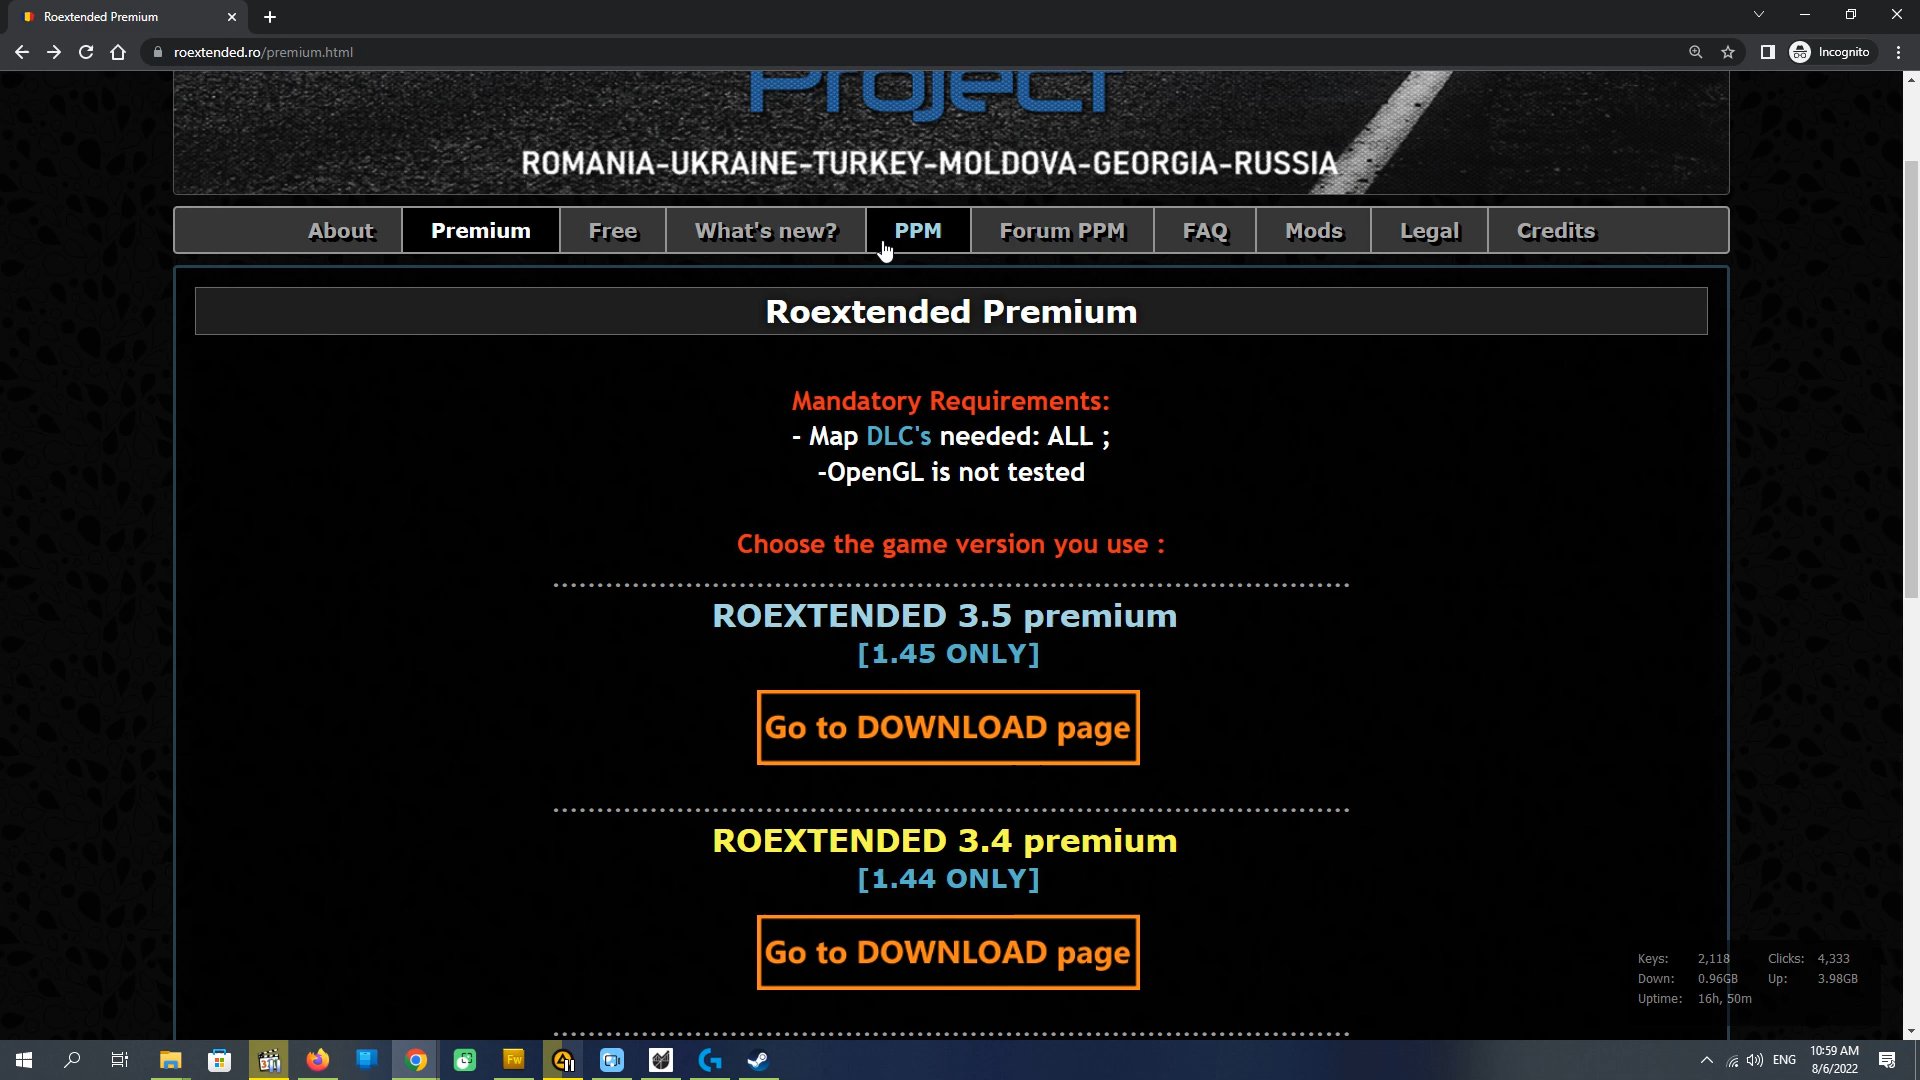 Roextended Premium
roextended.ro/premium.html
Incognito
Project
ROMANIA-UKRAINE-TURKEY-MOLDOVA-GEORGIA-RUSSIA
About Premium Free What's new? PPM Forum PPM FAQ Mods Legal Credits
Roextended Premium
Mandatory Requirements:
- Map DLC's needed: ALL ;
-OpenGL is not tested
Choose the game version you use :
ROEXTENDED 3.5 premium
[1.45 ONLY]
Go to DOWNLOAD page
ROEXTENDED 3.4 premium
[1.44 ONLY]
Go to DOWNLOAD page
Keys: 2,118 Clicks: 4,333
Down: 0.96GB Up: 3.98GB
Uptime: 16h, 50m
Fw
ENG
10:59 AM
8/6/2022